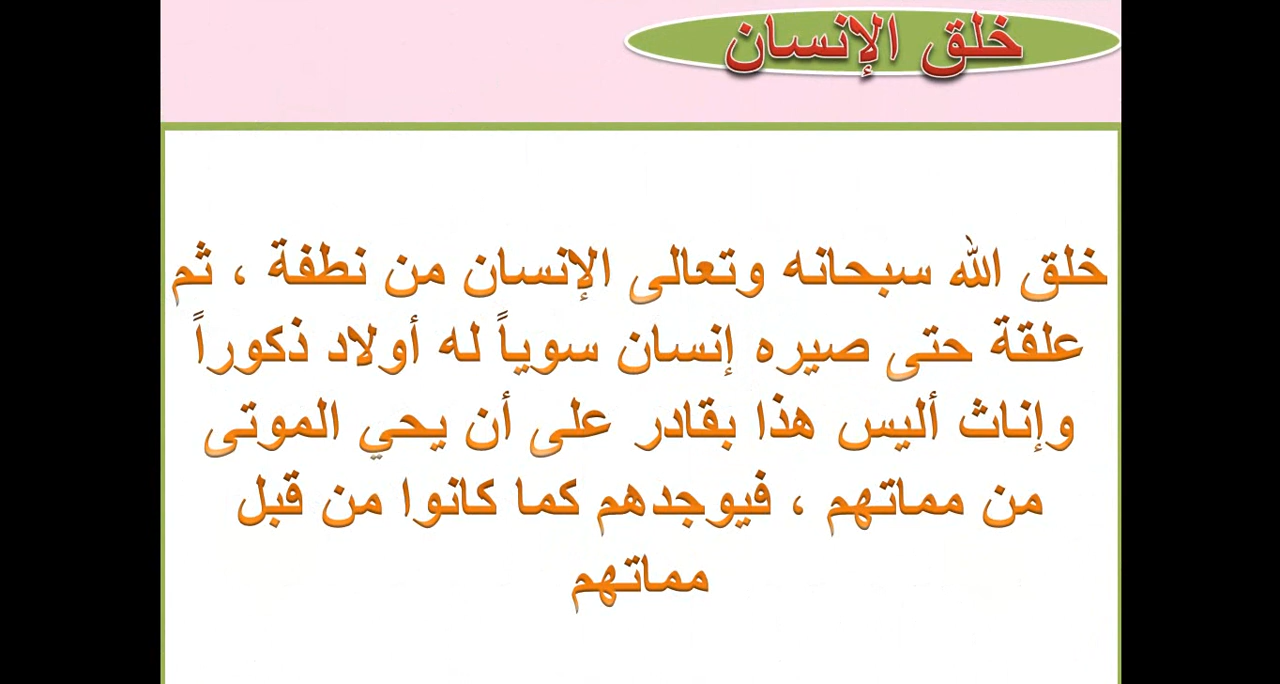 خلق الإنسان
خلق الله سبحانه وتعالى الإنسان من نطفة ، ثم
علقة حتى صيره إنسان سوياً له أولاد ذكوراً
وإناث أليس هذا بقادر على أن يحي الموتى
من مماتهم ، فيوجدهم كما كانوا من قبل
مماتهم